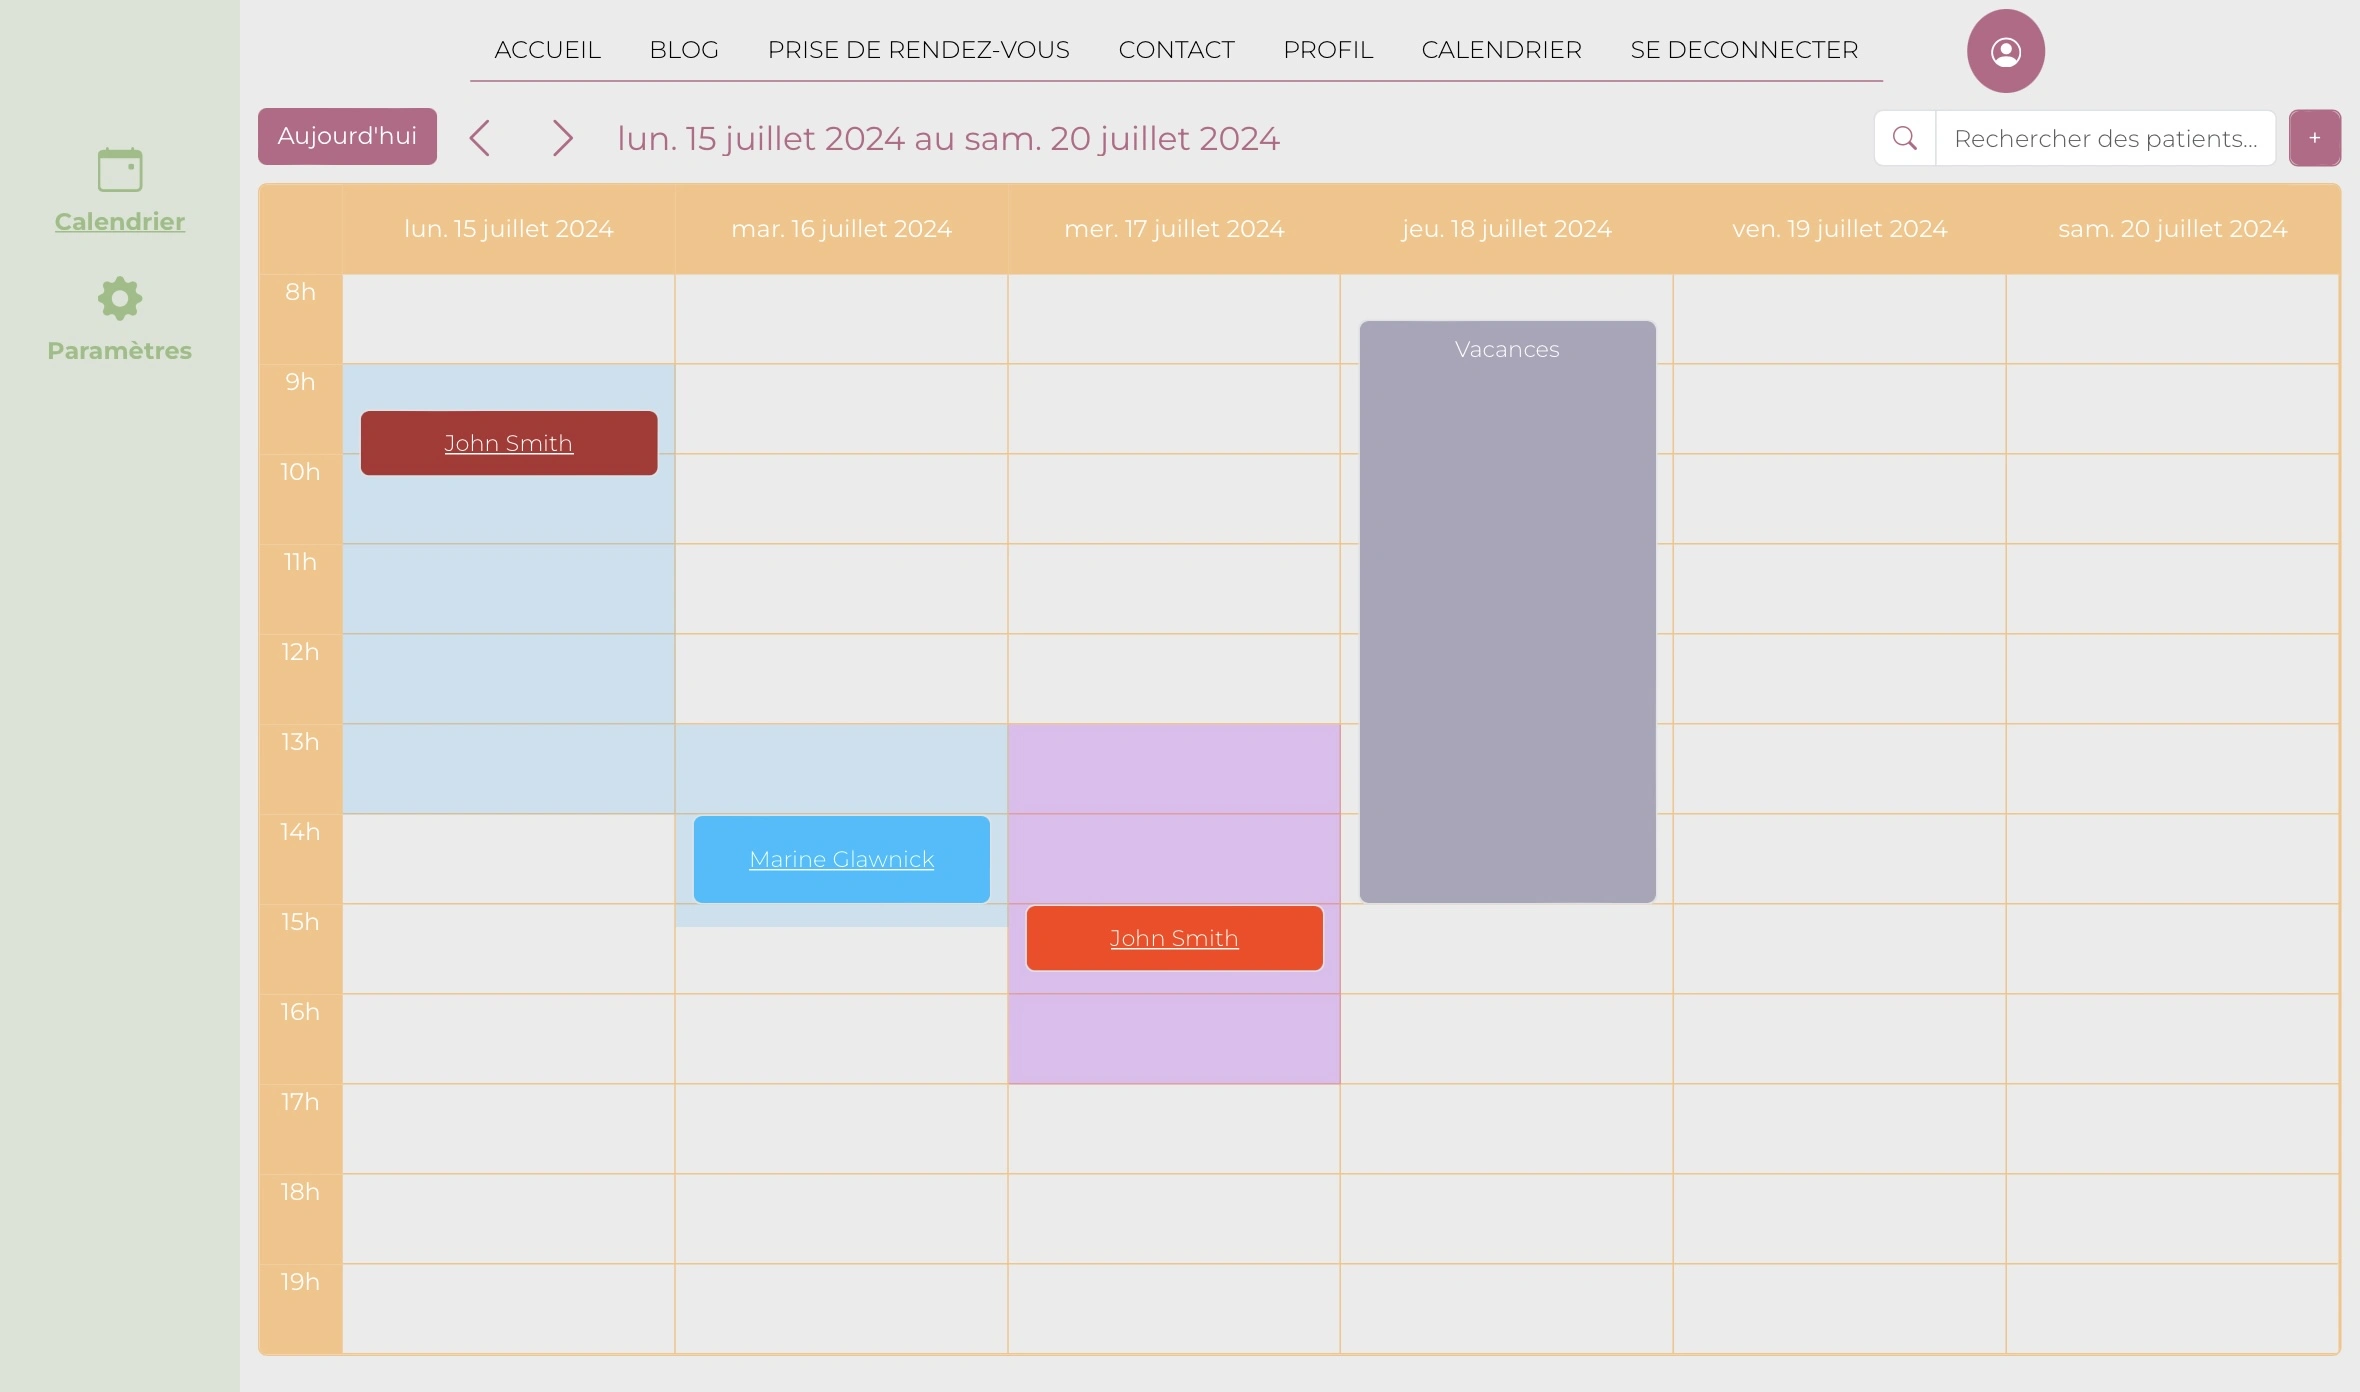 ACCUEIL BLOG PRISE DE RENDEZ-VOUS CONTACT PROFIL CALENDRIER SE DECONNECTER
Calendrier
Paramètres
Aujourd'hui lun. 15 juillet 2024 au sam. 20 juillet 2024 Rechercher des patients... +
lun. 15 juillet 2024 mar. 16 juillet 2024 mer. 17 juillet 2024 jeu. 18 juillet 2024 ven. 19 juillet 2024 sam. 20 juillet 2024
8h
Vacances
9h
John Smith
10h
11h
12h
13h
14h
Marine Glawnick
15h
John Smith
16h
17h
18h
19h